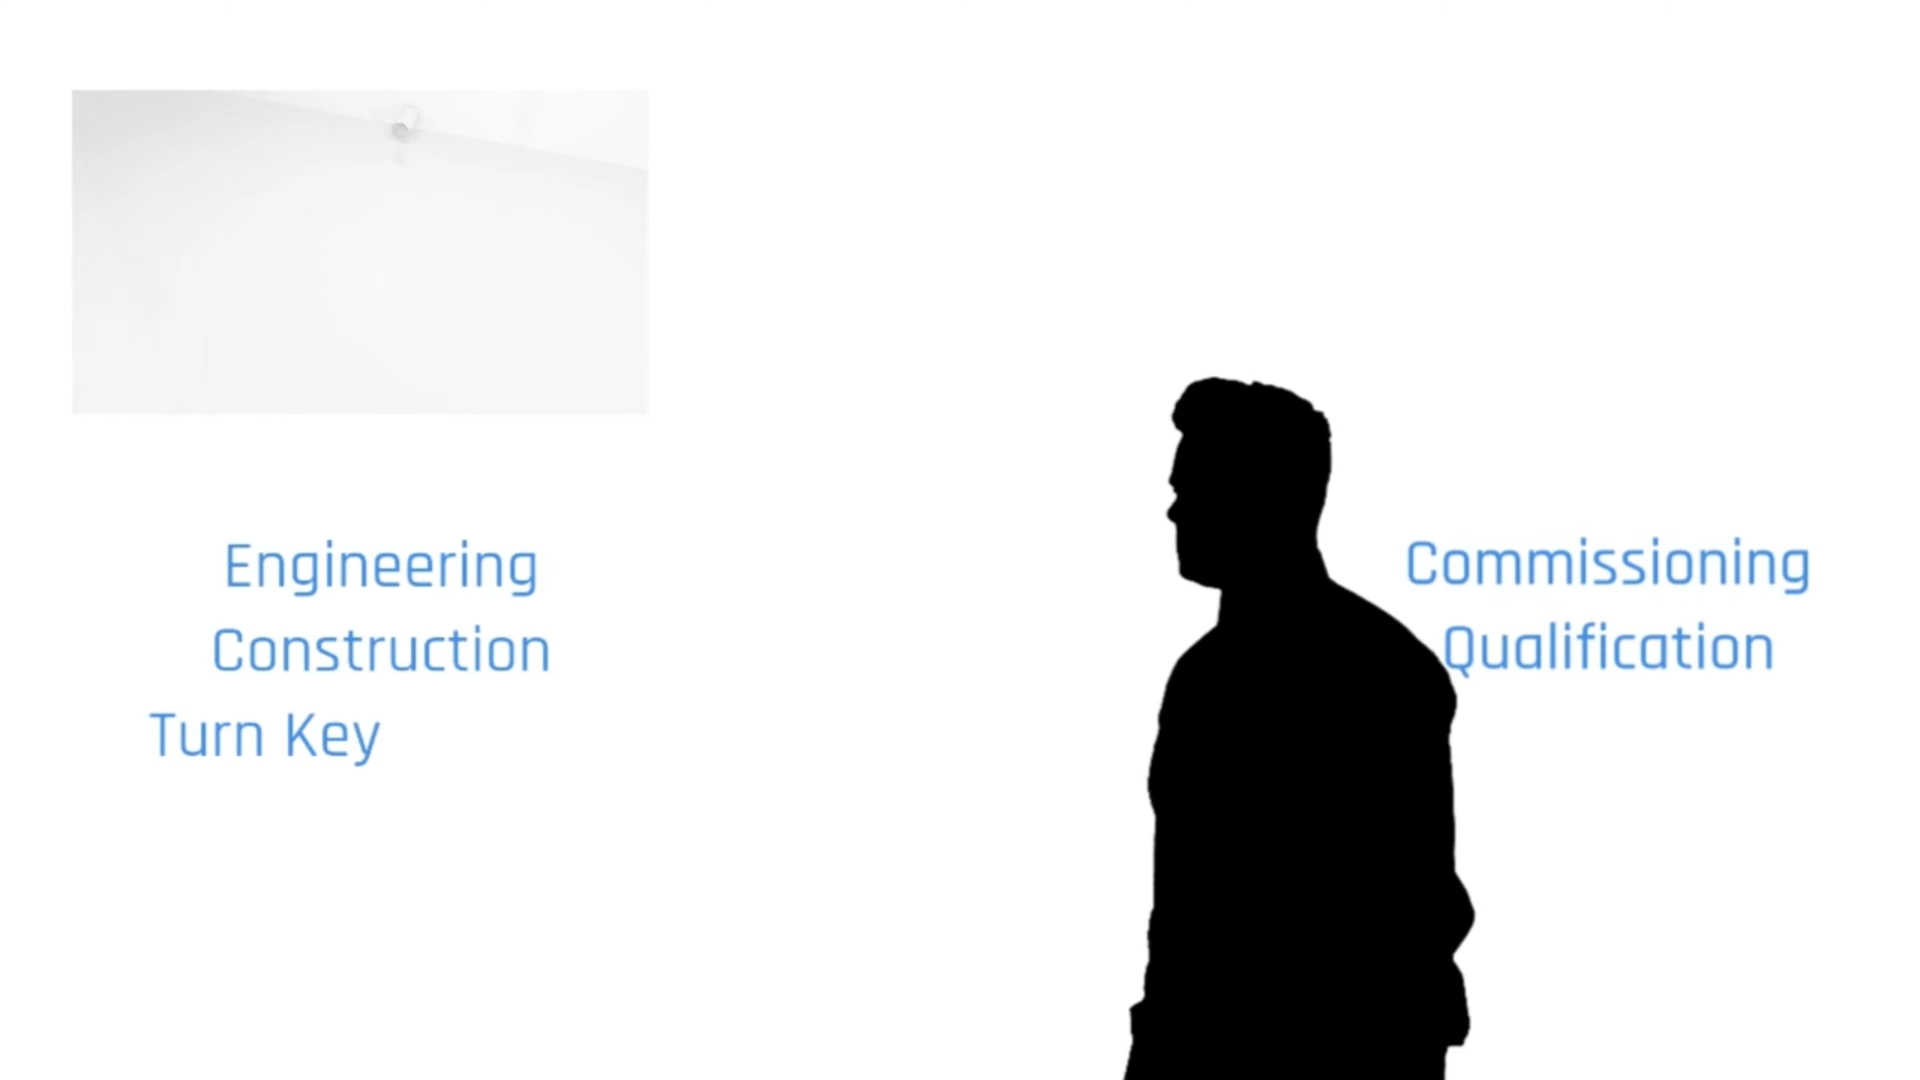 Engineering
Construction
Turn Key
Commissioning
Qualification